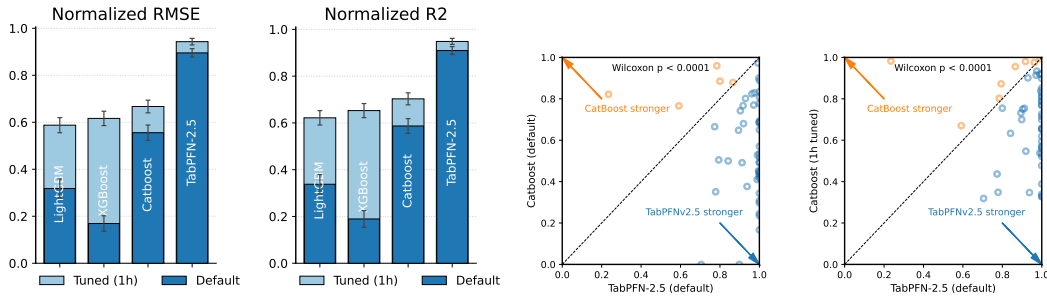 Normalized RMSE
1.0
0.8
0.6
0.4
0.2
0.0
LightGBM
XGBoost
Catboost
TabPFN-2.5
Tuned (1h)
Default
Normalized R2
1.0
0.8
0.6
0.4
0.2
0.0
LightGBM
XGBoost
Catboost
TabPFN-2.5
Tuned (1h)
Default
Wilcoxon p < 0.0001
CatBoost stronger
TabPFNv2.5 stronger
Catboost (default)
1.0
0.8
0.6
0.4
0.2
0.0
0.0 0.2 0.4 0.6 0.8 1.0
TabPFN-2.5 (default)
Wilcoxon p < 0.0001
CatBoost stronger
TabPFNv2.5 stronger
Catboost (1h tuned)
1.0
0.8
0.6
0.4
0.2
0.0
0.0 0.2 0.4 0.6 0.8 1.0
TabPFN-2.5 (default)